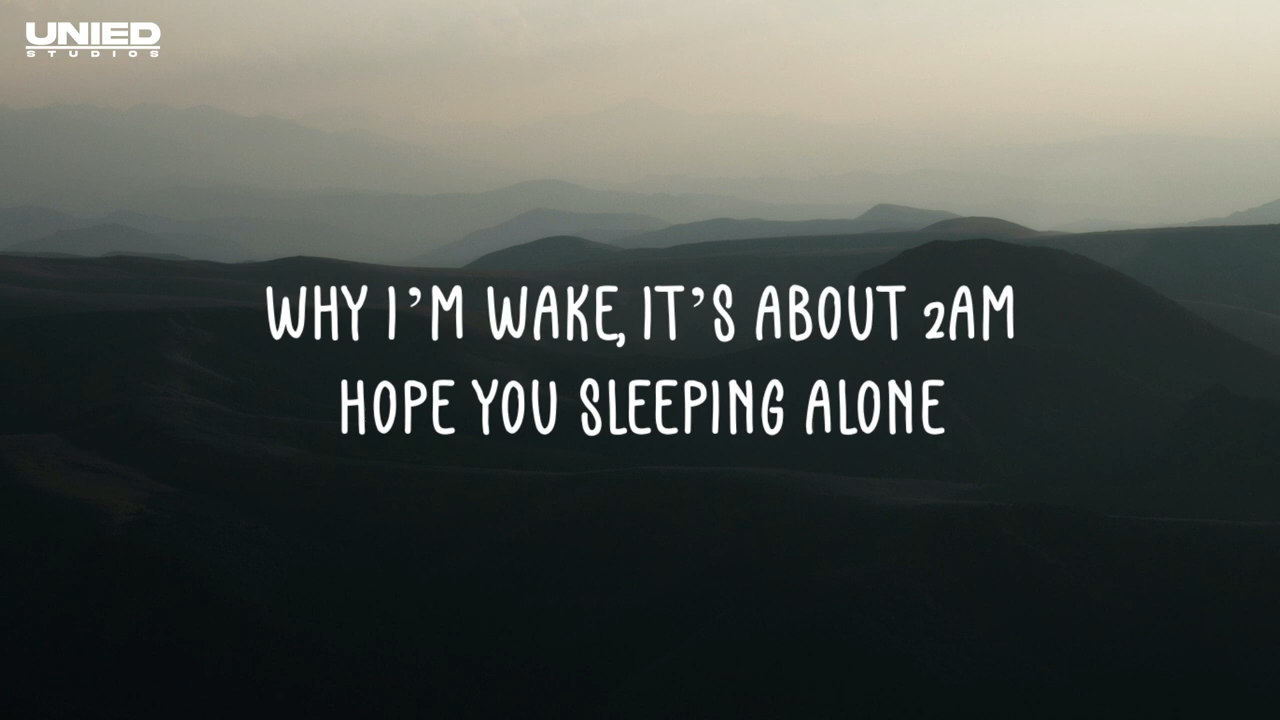 UNIED
STUDIOS
WHY I’M WAKE, IT’S ABOUT 2AM
HOPE YOU SLEEPING ALONE